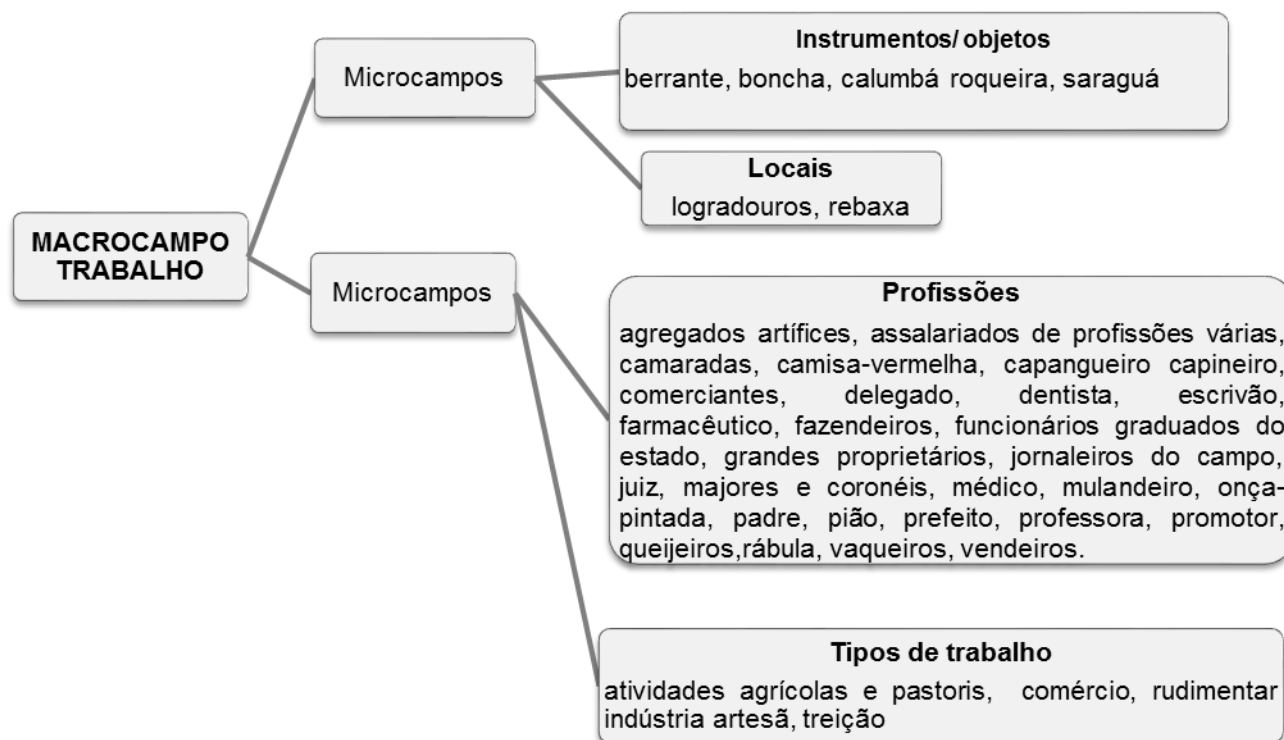 Instrumentos/ objetos
berrante, boncha, calumbá roqueira, saraguá
Microcampos
Locais
logradouros, rebaxa
MACROCAMPO
TRABALHO
Microcampos
Profissões
agregados artífices, assalariados de profissões várias,
camaradas, camisa-vermelha, capangueiro capineiro,
comerciantes, delegado, dentista, escrivão,
farmacêutico, fazendeiros, funcionários graduados do
estado, grandes proprietários, jornaleiros do campo,
juiz, majores e coronéis, médico, mulandeiro, onça-
pintada, padre, pião, prefeito, professora, promotor,
queijeiros,rábula, vaqueiros, vendeiros.
Tipos de trabalho
atividades agrícolas e pastoris, comércio, rudimentar
indústria artesã, treição